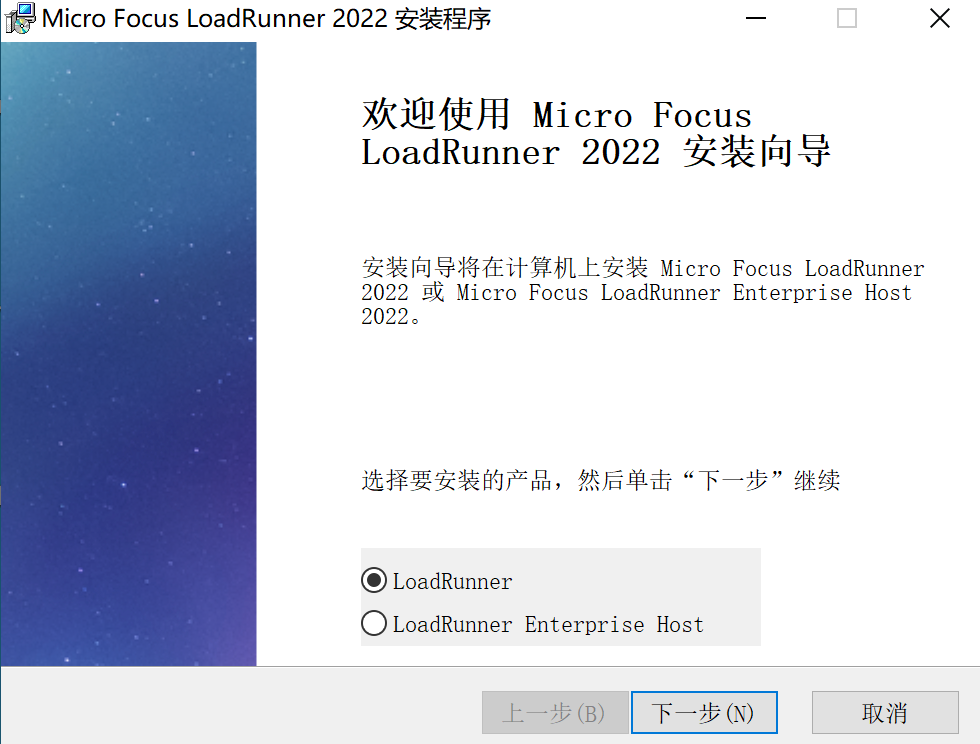 Micro Focus LoadRunner 2022 安装程序
欢迎使用 Micro Focus
LoadRunner 2022 安装向导
安装向导将在计算机上安装 Micro Focus LoadRunner
2022 或 Micro Focus LoadRunner Enterprise Host
2022。
选择要安装的产品，然后单击“下一步”继续
LoadRunner
LoadRunner Enterprise Host
上一步(B) 下一步(N) 取消